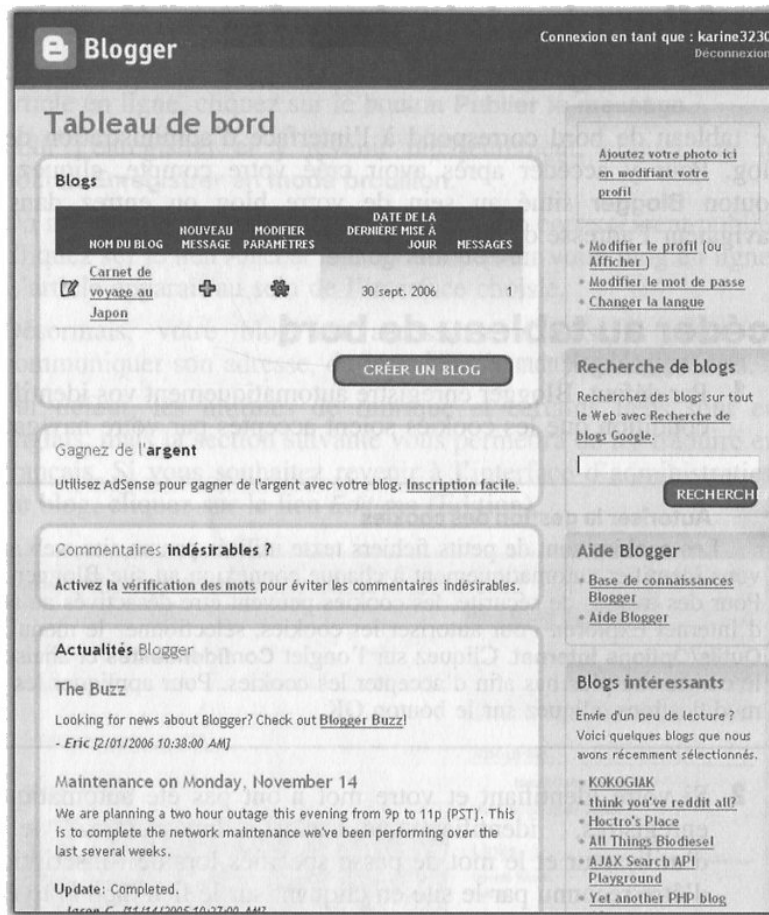 Blogger
Connexion en tant que : karine3230
Déconnexion
Tableau de bord
Blogs
NOM DU BLOG
NOUVEAU
MESSAGE
MODIFIER
PARAMÈTRES
DATE DE LA
DERNIÈRE MISE À
JOUR
MESSAGES
Carnet de
voyage au
Japon
30 sept. 2006
CRÉER UN BLOG
Gagnez de l'argent
Utilisez AdSense pour gagner de l'argent avec votre blog. Inscription facile.
Commentaires indésirables ?
Activez la vérification des mots pour éviter les commentaires indésirables.
Actualités Blogger
The Buzz
Looking for news about Blogger? Check out Blogger Buzz!
- Eric [2/01/2006 10:38:00 AM]
Maintenance on Monday, November 14
We are planning a two hour outage this evening from 9p to 11p (PST). This
is to complete the network maintenance we've been performing over the
last several weeks.
Update: Completed.
- Jason G. [11/14/2005 10:27:00 AM]
Ajoutez votre photo ici
en modifiant votre
profil
Modifier le profil (ou
Afficher )
Modifier le mot de passe
Changer la langue
Recherche de blogs
Recherchez des blogs sur tout
le Web avec Recherche de
blogs Google.
RECHERCHE
Aide Blogger
Base de connaissances
Blogger
Aide Blogger
Blogs intéressants
Envie d'un peu de lecture ?
Voici quelques blogs que nous
avons récemment sélectionnés.
KOKOGIAK
think you've reddit all?
Hoctro's Place
All Things Biodiesel
AJAX Search API
Playground
Yet another PHP blog